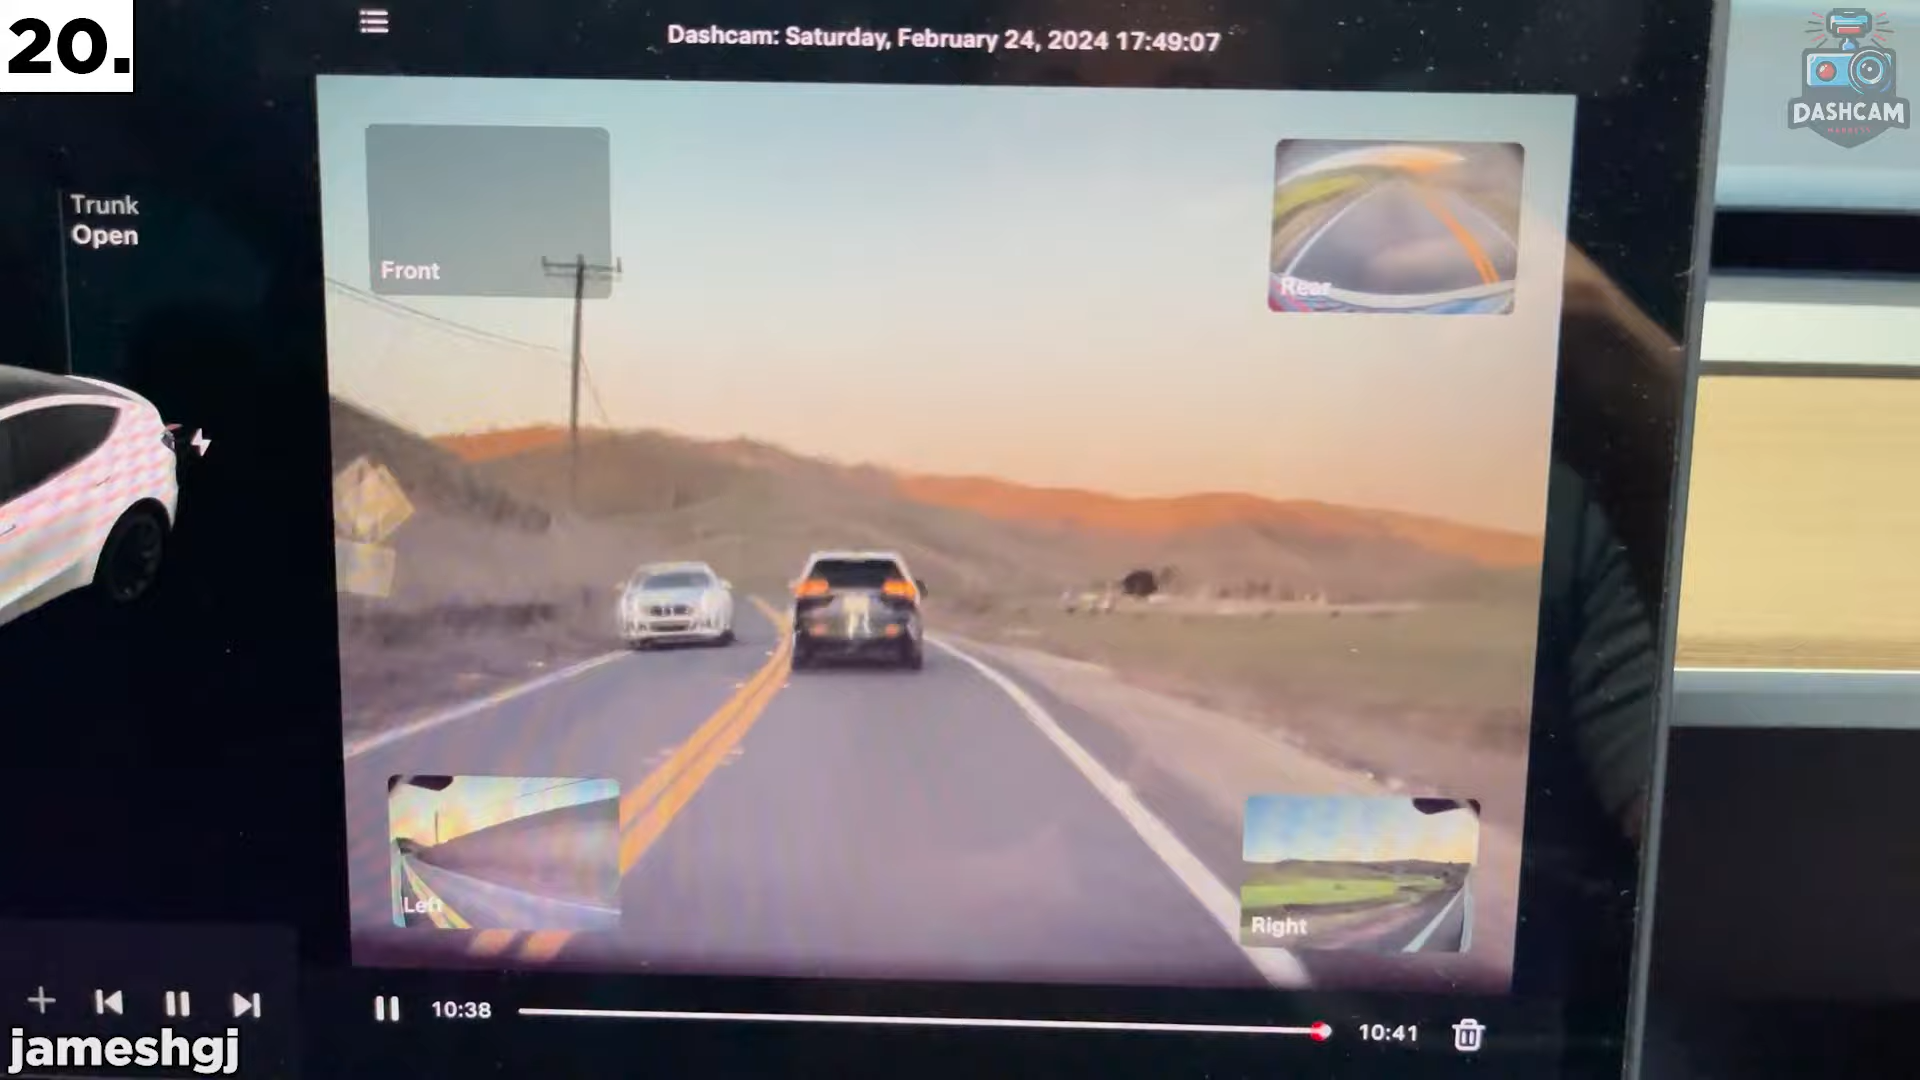 20.
Dashcam: Saturday, February 24, 2024 17:49:07
DASHCAM
Trunk
Open
Front
Rear
Left
Right
10:38
10:41
jameshgj